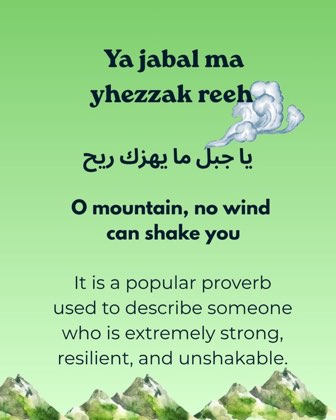 Ya jabal ma
yhezzak reeh
يا جبل ما يهزك ريح
O mountain, no wind
can shake you
It is a popular proverb
used to describe someone
who is extremely strong,
resilient, and unshakable.